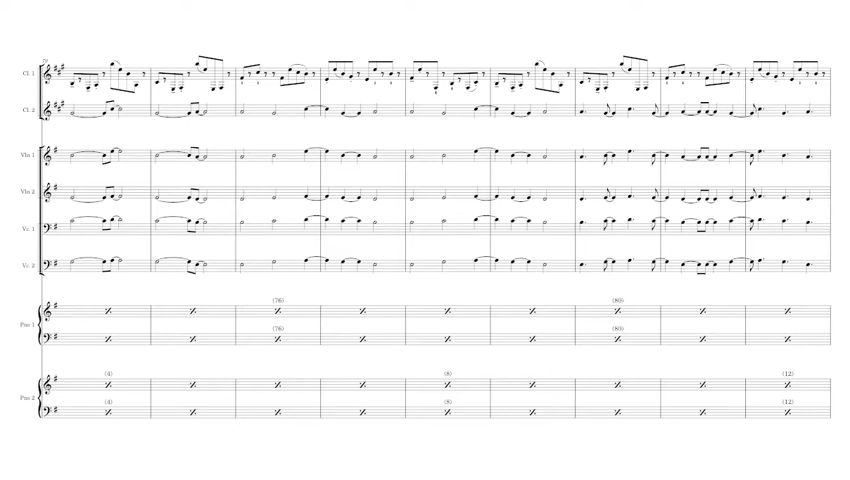 Cl. 1
Cl. 2
Vln 1
Vln 2
Vc. 1
Vc. 2
(76) (80)
Pno 1
(76) (80)
(4) (8) (12)
Pno 2
(4) (8) (12)